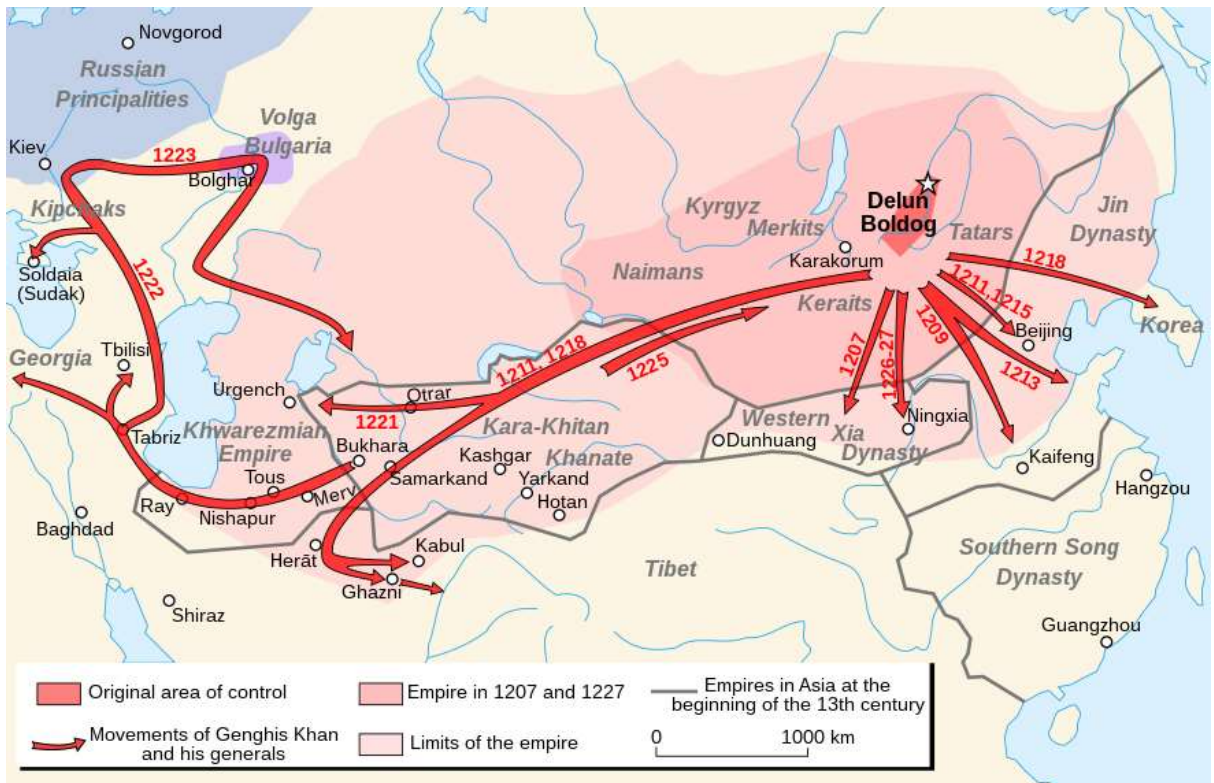 Novgorod
Russian
Principalities
Volga
Bulgaria
Kiev
1223
Bolghar
Kipchaks
Soldaia
(Sudak)
1222
Georgia
Tbilisi
Tabriz
Urgench
Khwarezmian
Empire
Otrar
1221
Bukhara
Samarkand
Tous
Merv
Ray
Nishapur
Baghdad
Herāt
Kabul
Ghazni
Shiraz
Kara-Khitan
Khanate
Kashgar
Yarkand
Hotan
1211, 1218
1225
Naimans
Kyrgyz
Merkits
Karakorum
Keraits
Delun
Boldog
Tatars
Jin
Dynasty
1218
1211,1215
1209
1213
1207
1226-27
Beijing
Korea
Western
Xia
Dynasty
Ningxia
Dunhuang
Kaifeng
Hangzou
Tibet
Southern Song
Dynasty
Guangzhou
Original area of control
Empire in 1207 and 1227
Empires in Asia at the
beginning of the 13th century
Movements of Genghis Khan
and his generals
Limits of the empire
0 1000 km